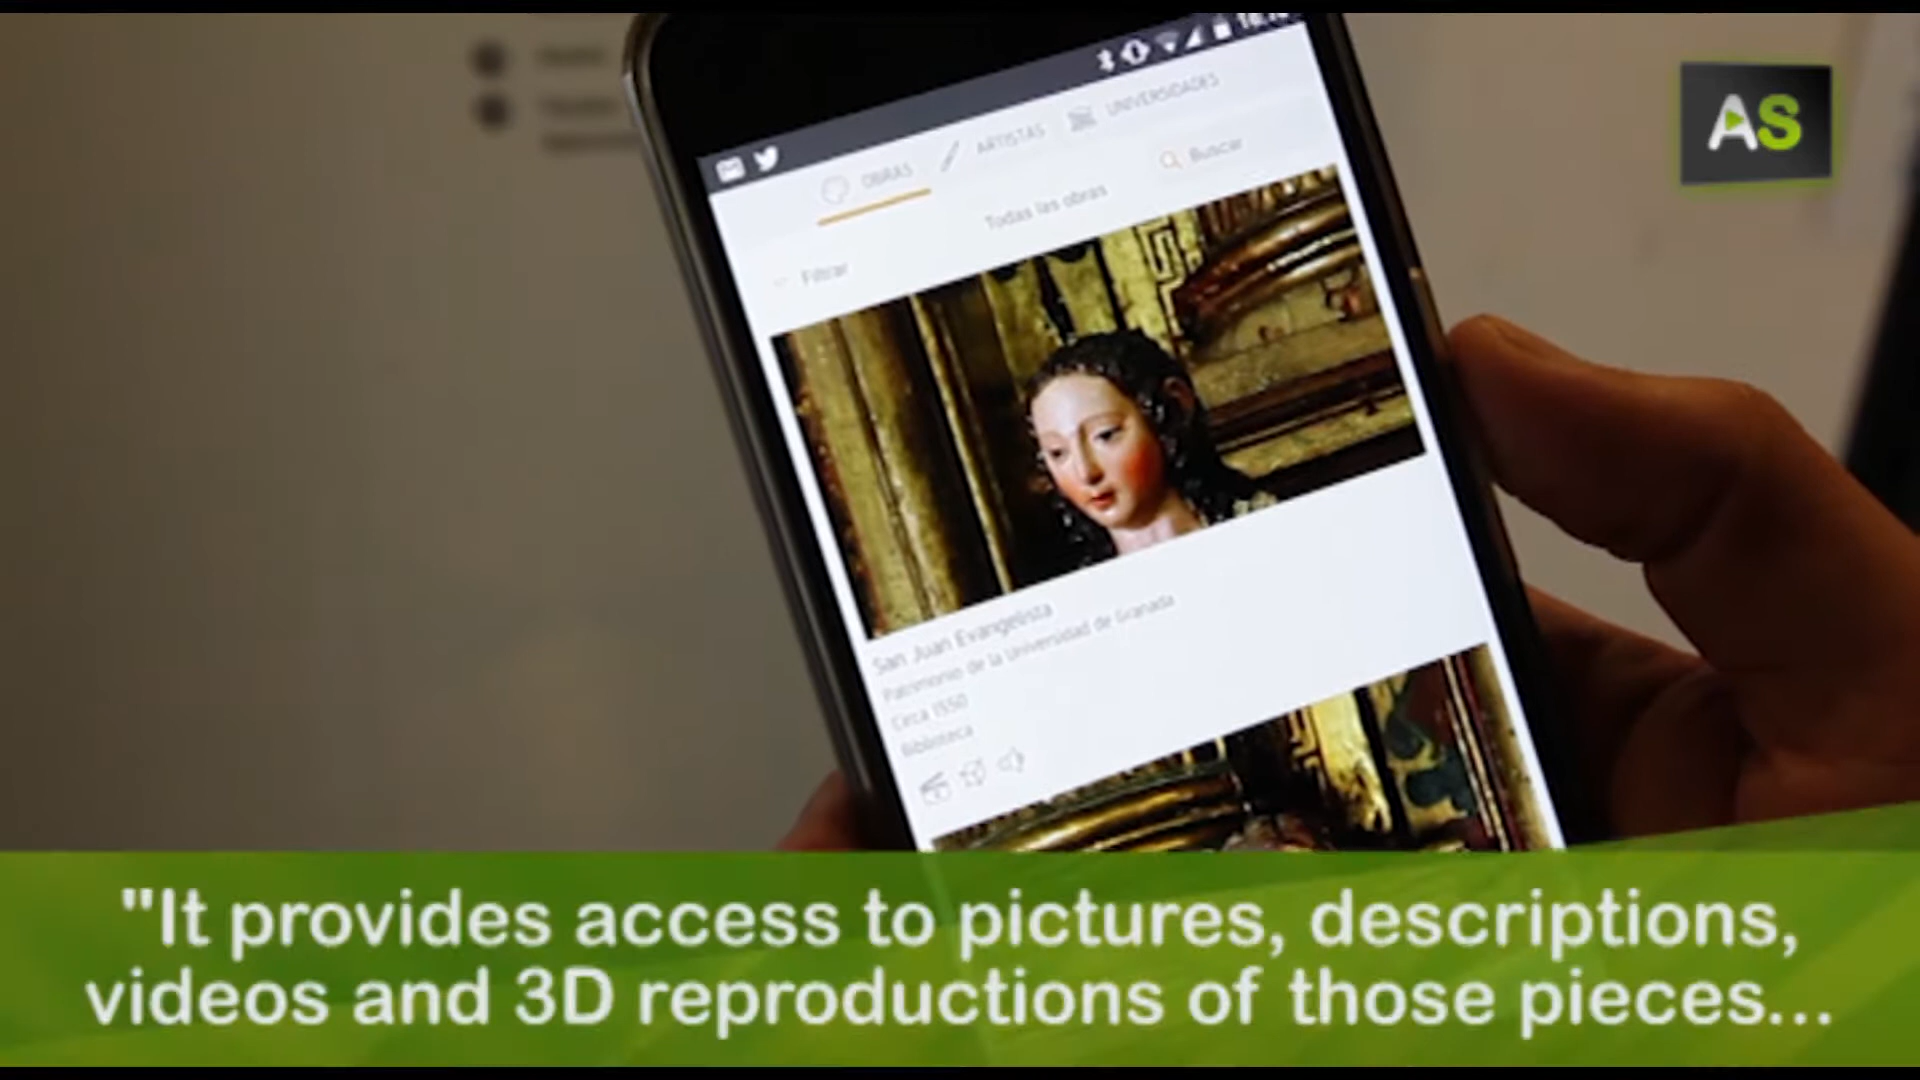 AS
OBRAS
ARTISTAS
UNIVERSIDADES
Todas las obras
Buscar
Filtrar
San Juan Evangelista
Patrimonio de la Universidad de Granada
Circa 1550
Biblioteca
"It provides access to pictures, descriptions,
videos and 3D reproductions of those pieces...